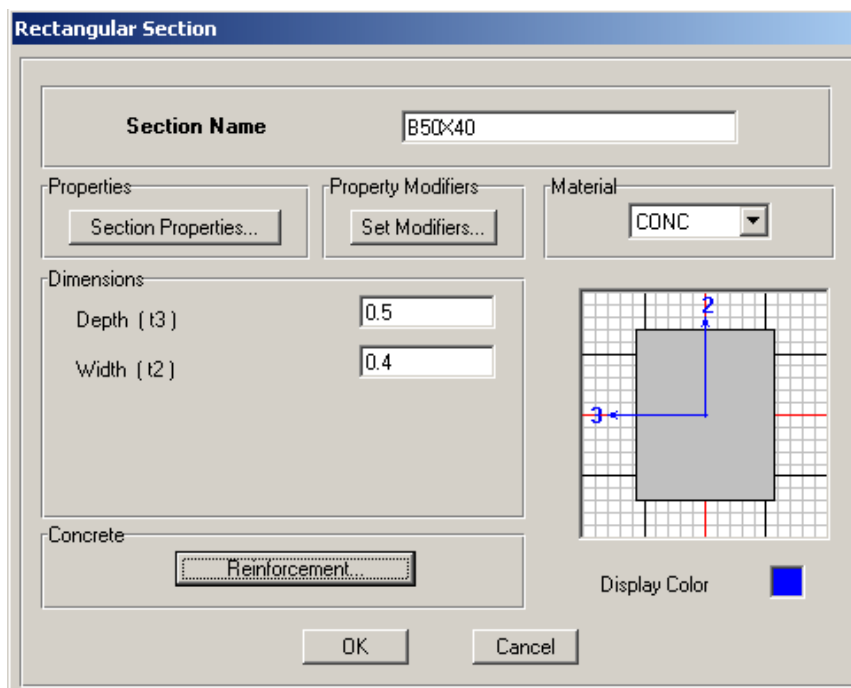 Rectangular Section
Section Name
B50X40
Properties
Section Properties...
Property Modifiers
Set Modifiers...
Material
CONC
Dimensions
Depth ( t3 )
0.5
Width ( t2 )
0.4
2
3
Concrete
Reinforcement...
Display Color
OK
Cancel